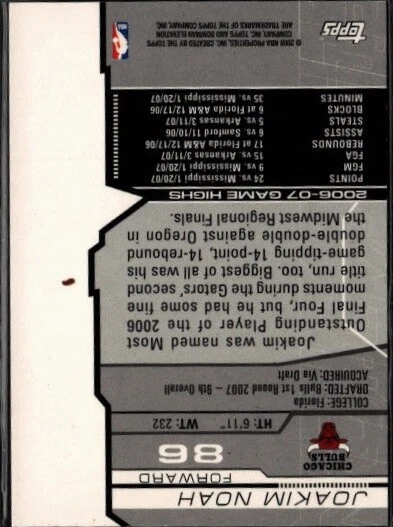 JOAKIM NOAH
FORWARD
86
CHICAGO
BULLS
HT: 6'11" WT: 232
COLLEGE: Florida
DRAFTED: Bulls 1st Round 2007 – 9th Overall
ACQUIRED: Via Draft
Joakim was named Most
Outstanding Player of the 2006
Final Four, but had some fine
moments during the Gators' second
title run, too. Biggest of all was his
game-tipping 14-point, 14-rebound
double-double against Oregon in
the Midwest Regional Finals.
2006-07 GAME HIGHS
POINTS 24 vs. Mississippi 1/20/07
FGM 9 vs. Mississippi 1/20/07
FGA 15 vs. Arkansas 3/11/07
REBOUNDS 17 at Florida A&M 12/17/06
ASSISTS 6 vs. Samford 11/10/06
STEALS 5 vs. Arkansas 3/11/07
BLOCKS 6 at Florida A&M 12/17/06
MINUTES 35 vs. Mississippi 1/20/07
topps
© 2008 NBA PROPERTIES, INC. CREATED BY THE TOPPS
COMPANY, INC. TOPPS AND BOWMAN ELEVATION
ARE TRADEMARKS OF THE TOPPS COMPANY, INC.
NBA